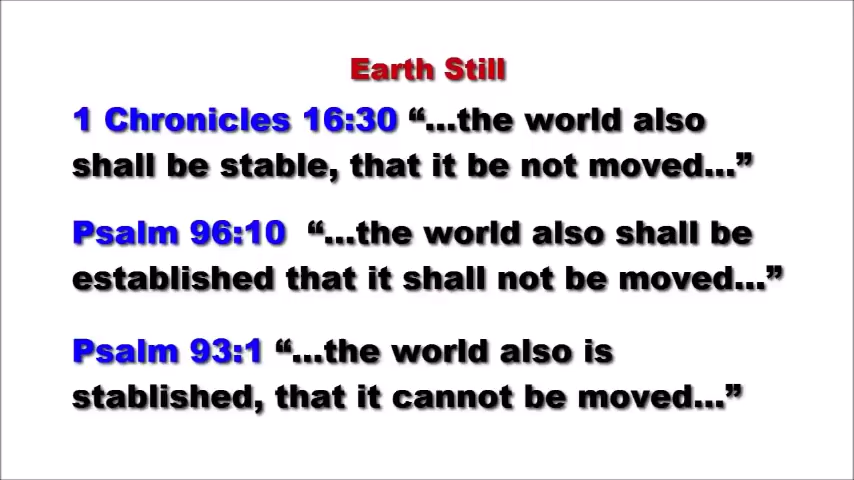 Earth Still
1 Chronicles 16:30 “...the world also
shall be stable, that it be not moved...”
Psalm 96:10 “...the world also shall be
established that it shall not be moved...”
Psalm 93:1 “...the world also is
stablished, that it cannot be moved...”